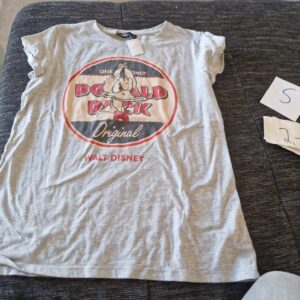 ONE ONLY
DONALD
DUCK
Original
WALT DISNEY
S